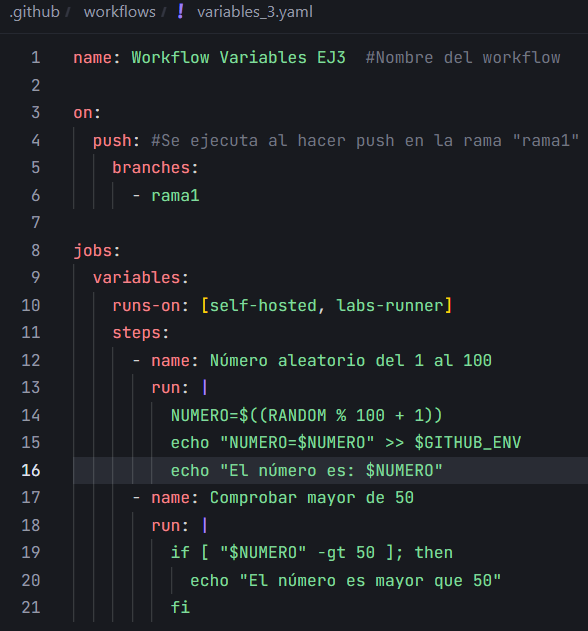 .github / workflows / ! variables_3.yaml
1 name: Workflow Variables EJ3 #Nombre del workflow
2
3 on:
4 push: #Se ejecuta al hacer push en la rama "rama1"
5 branches:
6 - rama1
7
8 jobs:
9 variables:
10 runs-on: [self-hosted, labs-runner]
11 steps:
12 - name: Número aleatorio del 1 al 100
13 run: |
14 NUMERO=$((RANDOM % 100 + 1))
15 echo "NUMERO=$NUMERO" >> $GITHUB_ENV
16 echo "El número es: $NUMERO"
17 - name: Comprobar mayor de 50
18 run: |
19 if [ "$NUMERO" -gt 50 ]; then
20 echo "El número es mayor que 50"
21 fi